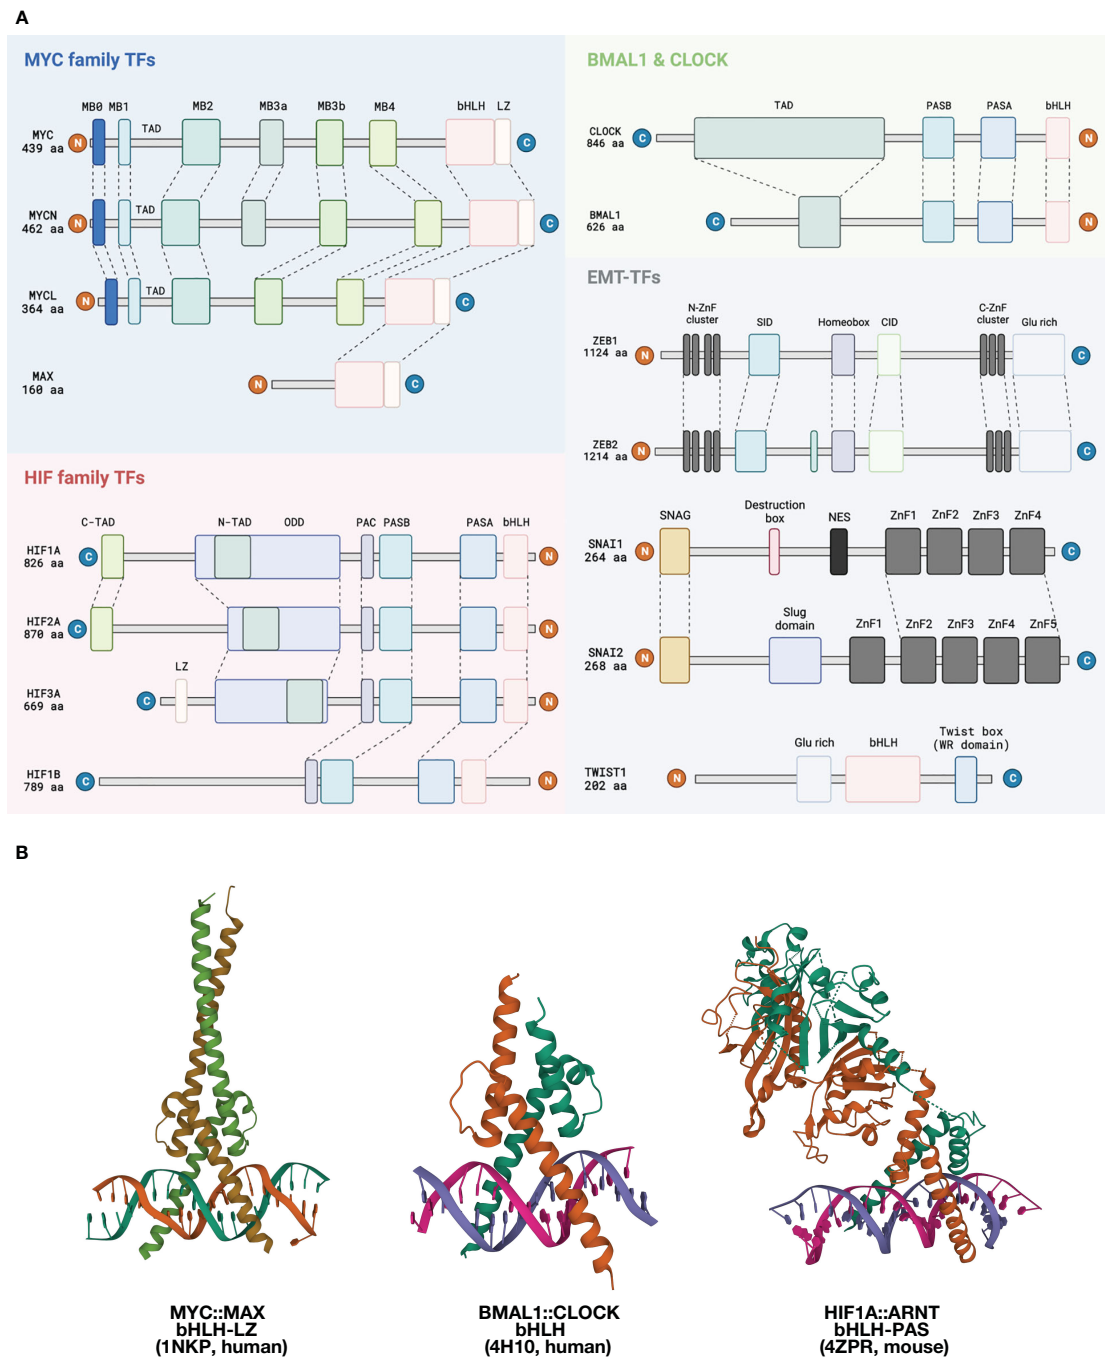 A
MYC family TFs
MB0 MB1 MB2 MB3a MB3b MB4 bHLH LZ
TAD
MYC
439 aa
N
C
TAD
MYCN
462 aa
N
C
TAD
MYCL
364 aa
N
C
MAX
160 aa
N
C
HIF family TFs
C-TAD N-TAD ODD PAC PASB PASA bHLH
HIF1A
826 aa
C
N
HIF2A
870 aa
C
N
LZ
HIF3A
669 aa
C
N
HIF1B
789 aa
C
N
BMAL1 & CLOCK
TAD PASB PASA bHLH
CLOCK
846 aa
C
N
BMAL1
626 aa
C
N
EMT-TFs
N-ZnF
cluster
SID
Homeobox
CID
C-ZnF
cluster
Glu rich
ZEB1
1124 aa
N
C
ZEB2
1214 aa
N
C
SNAG
Destruction
box
NES
ZnF1 ZnF2 ZnF3 ZnF4
SNAI1
264 aa
N
C
Slug
domain
ZnF1 ZnF2 ZnF3 ZnF4 ZnF5
SNAI2
268 aa
N
C
Glu rich
bHLH
Twist box
(WR domain)
TWIST1
202 aa
N
C
B
MYC::MAX
bHLH-LZ
(1NKP, human)
BMAL1::CLOCK
bHLH
(4H10, human)
HIF1A::ARNT
bHLH-PAS
(4ZPR, mouse)